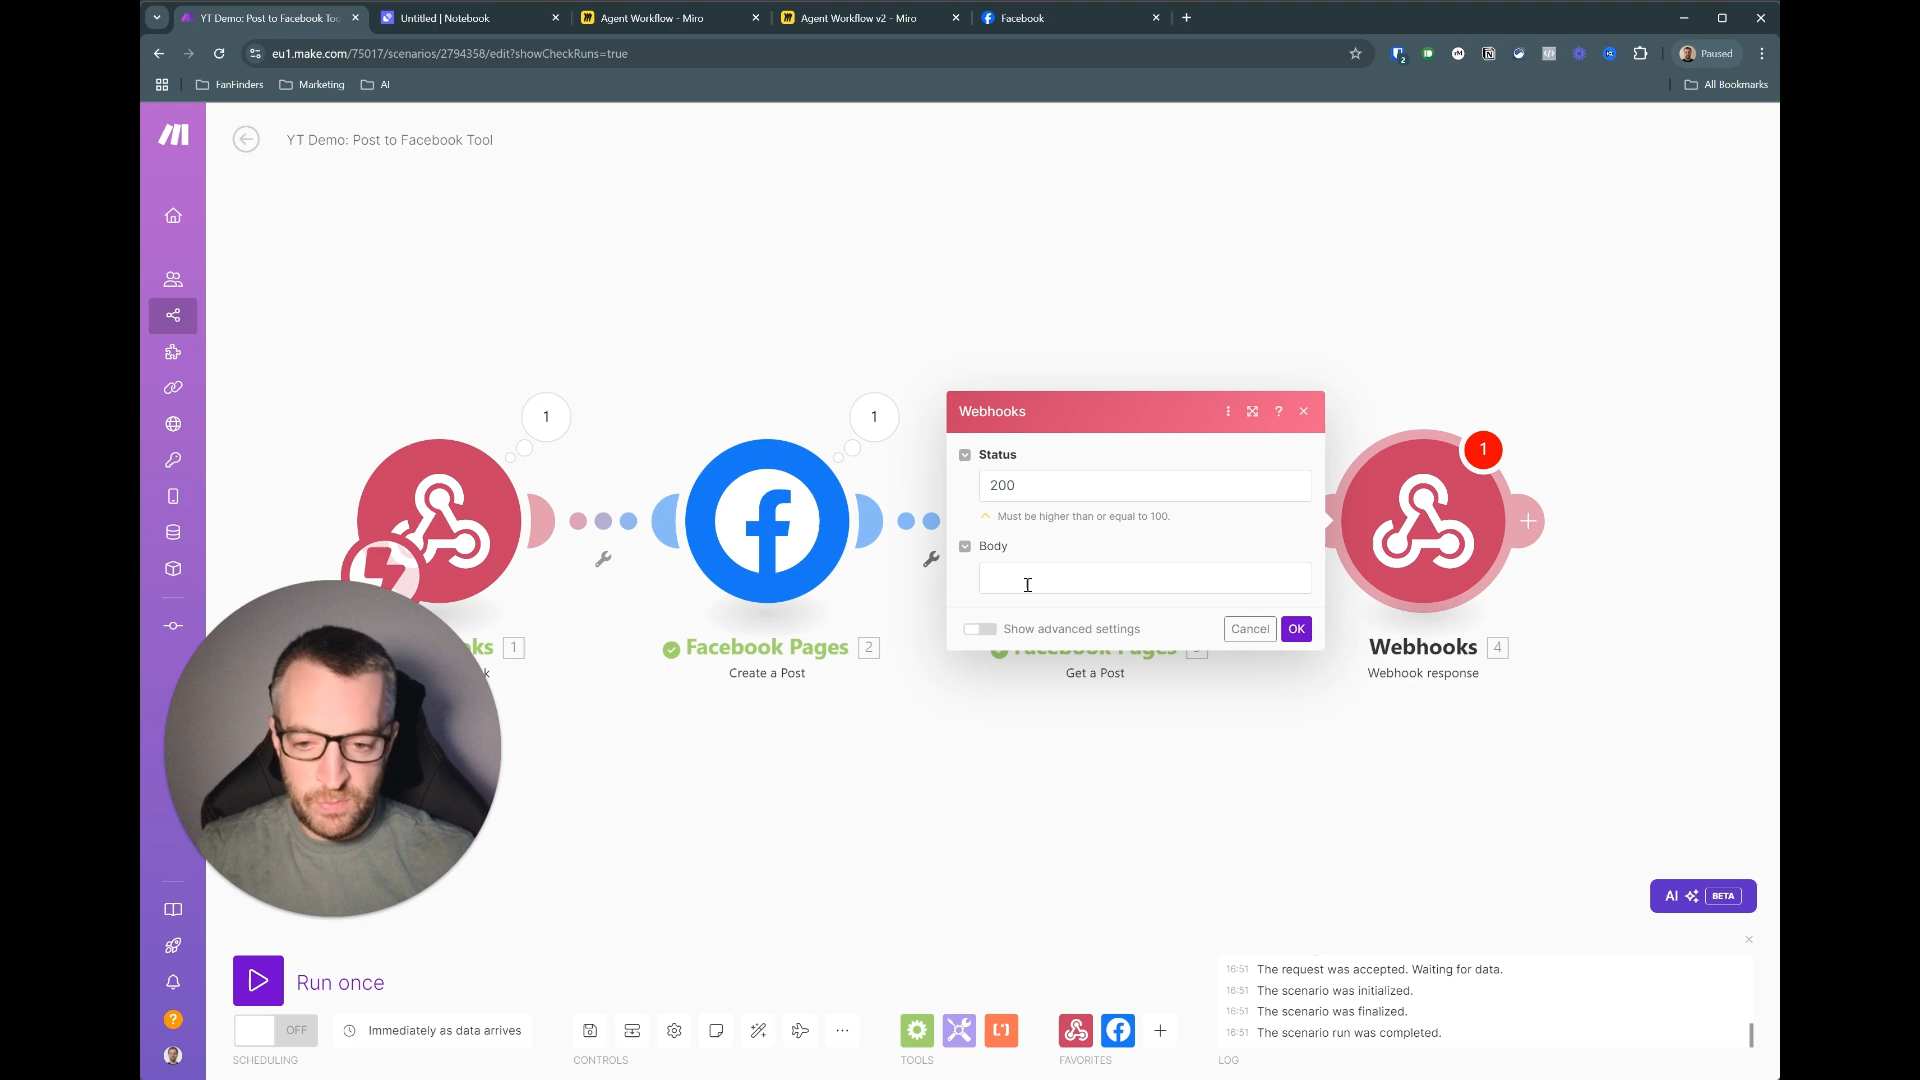 YT Demo: Post to Facebook Too
Untitled | Notebook
Agent Workflow - Miro
Agent Workflow v2 - Miro
Facebook
eu1.make.com/75017/scenarios/2794358/edit?showCheckRuns=true
2
Paused
FanFinders
Marketing
AI
All Bookmarks
YT Demo: Post to Facebook Tool
1
1
Webhooks
?
1
Status
200
Must be higher than or equal to 100.
Body
Show advanced settings
Cancel
OK
ks 1
k
Facebook Pages 2
Create a Post
Facebook Pages
Get a Post
Webhooks 4
Webhook response
AI BETA
Run once
OFF
Immediately as data arrives
SCHEDULING
CONTROLS
TOOLS
FAVORITES
LOG
16:51 The request was accepted. Waiting for data.
16:51 The scenario was initialized.
16:51 The scenario was finalized.
16:51 The scenario run was completed.
?